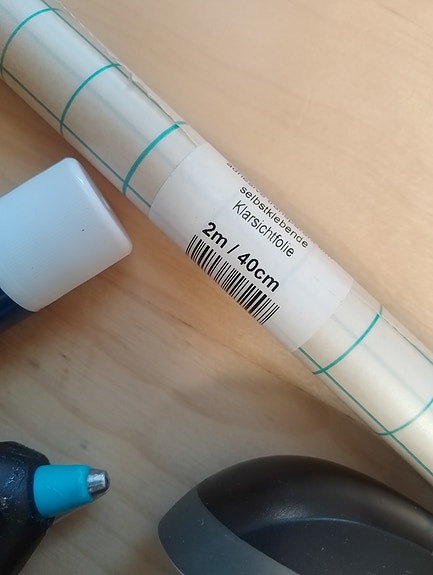 selbstklebende
Klarsichtfolie
2m / 40cm